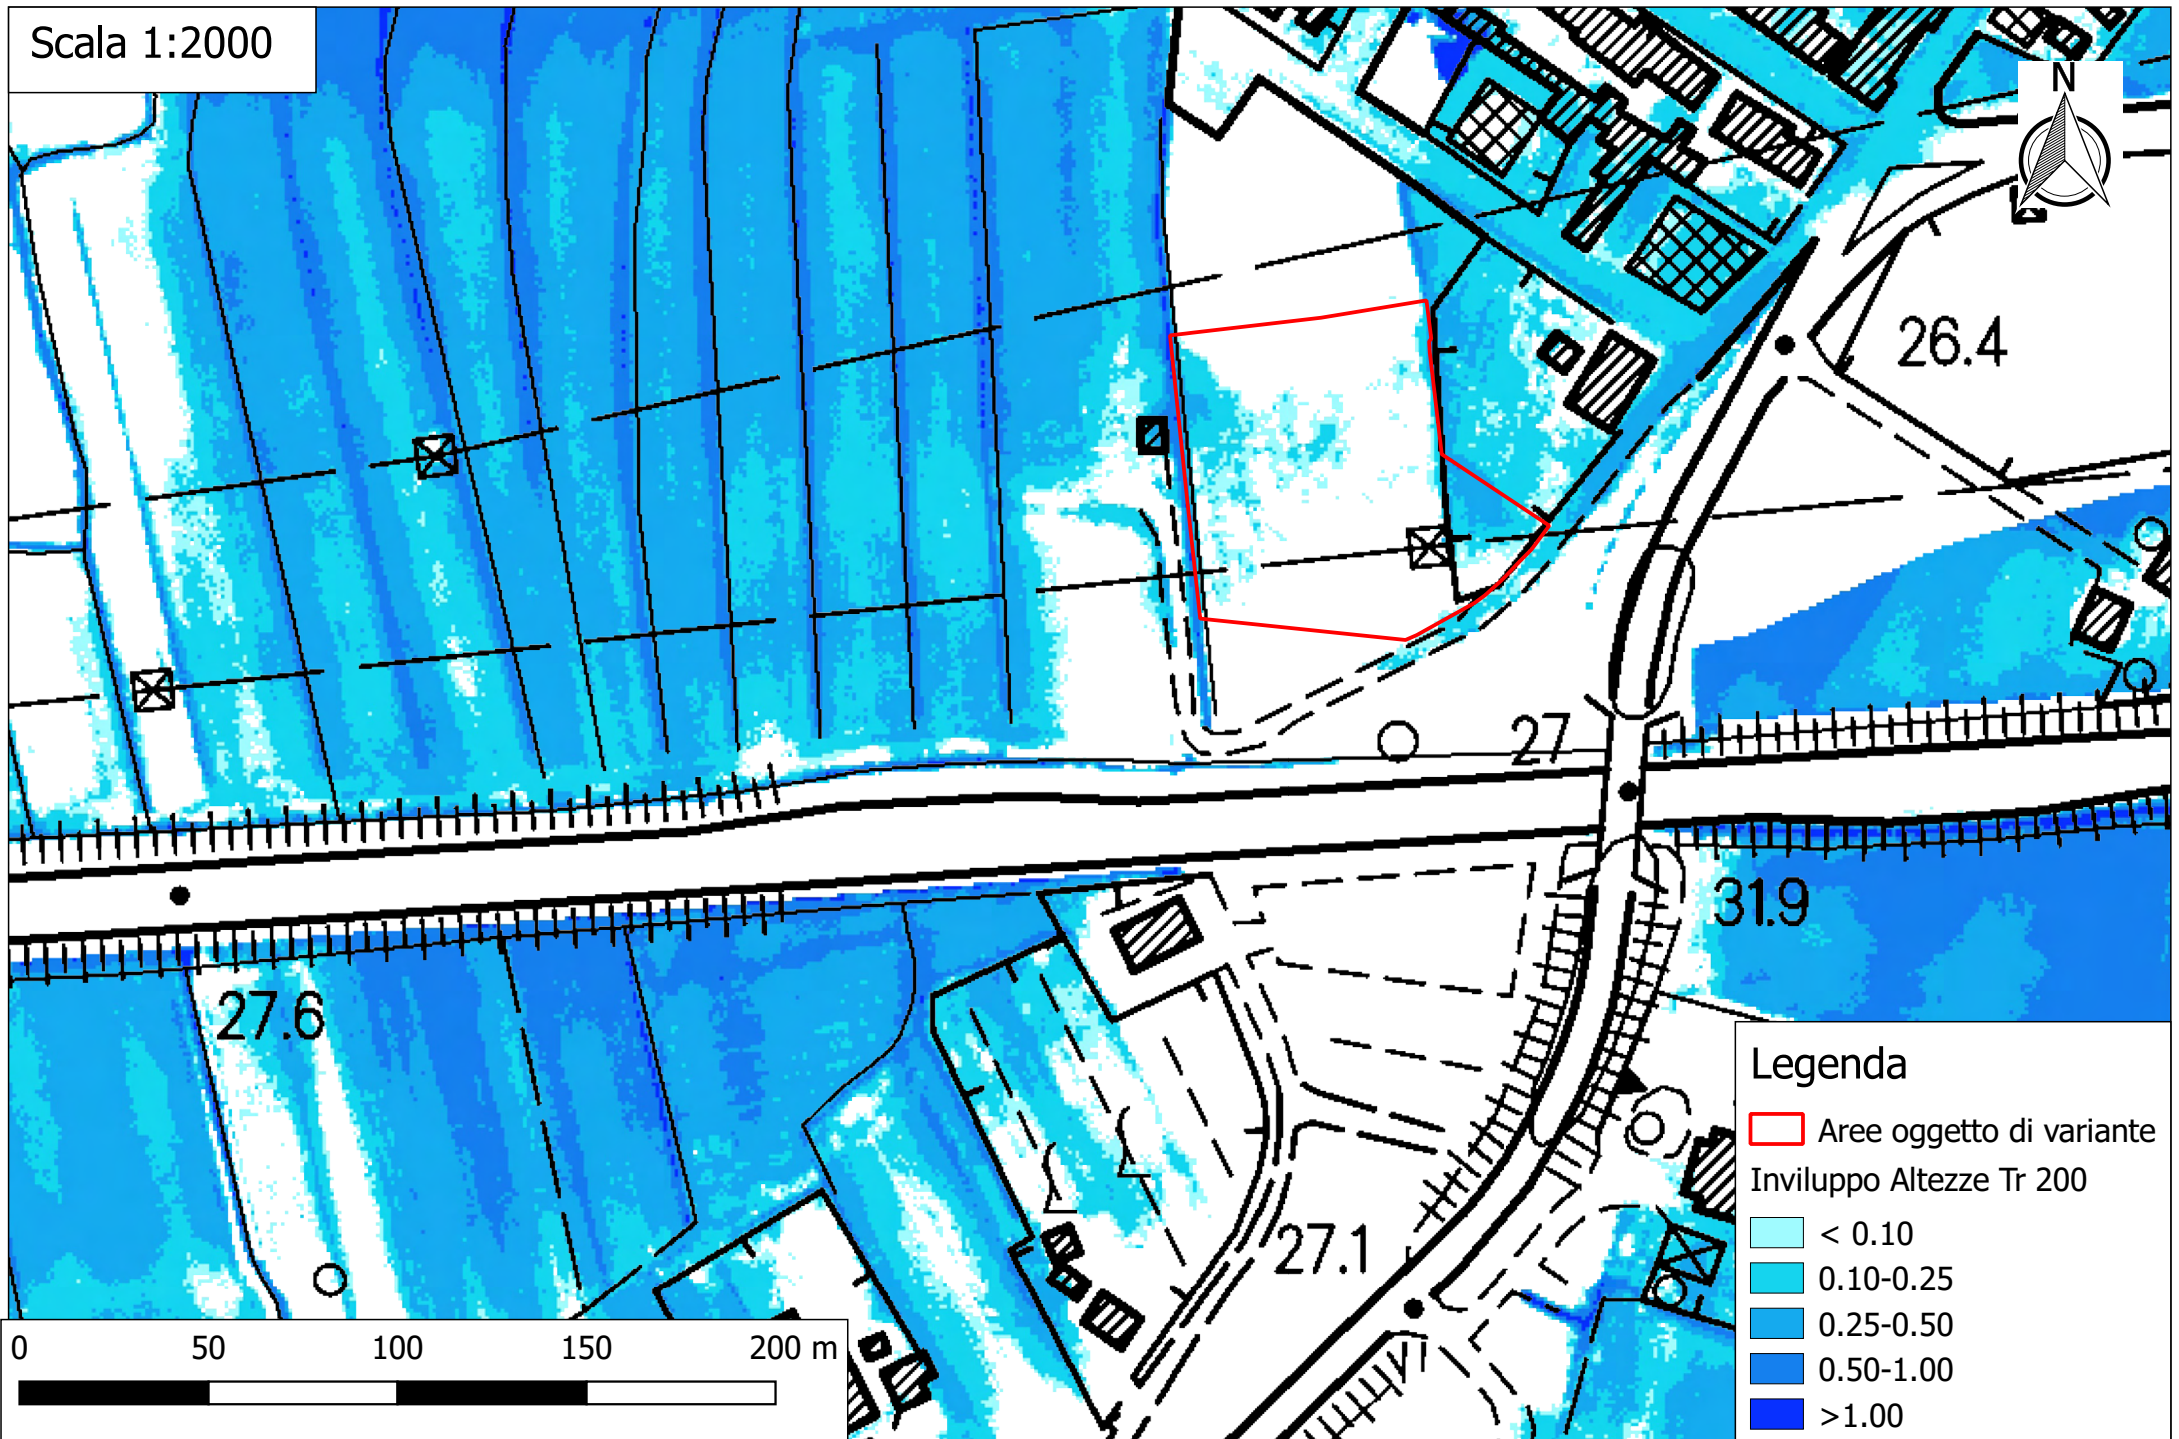 Scala 1:2000
N
26.4
27
31.9
27.6
27.1
Legenda
Aree oggetto di variante
Inviluppo Altezze Tr 200
< 0.10
0.10-0.25
0.25-0.50
0.50-1.00
>1.00
0 50 100 150 200 m